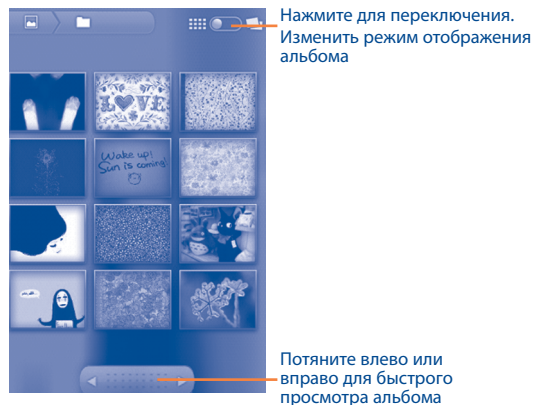 Нажмите для переключения.
Изменить режим отображения
альбома
LOVE
Wake up!
Sun is coming!
Потяните влево или
вправо для быстрого
просмотра альбома